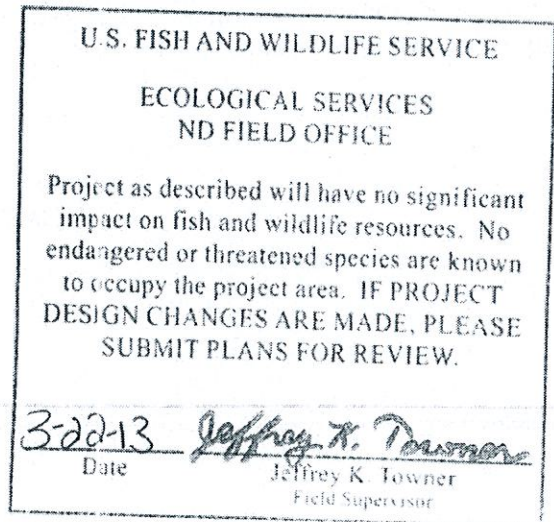 U.S. FISH AND WILDLIFE SERVICE
ECOLOGICAL SERVICES
ND FIELD OFFICE
Project as described will have no significant
impact on fish and wildlife resources. No
endangered or threatened species are known
to occupy the project area. IF PROJECT
DESIGN CHANGES ARE MADE, PLEASE
SUBMIT PLANS FOR REVIEW.
3-22-13 Jeffrey K. Towner
Date Jeffrey K. Towner
Field Supervisor